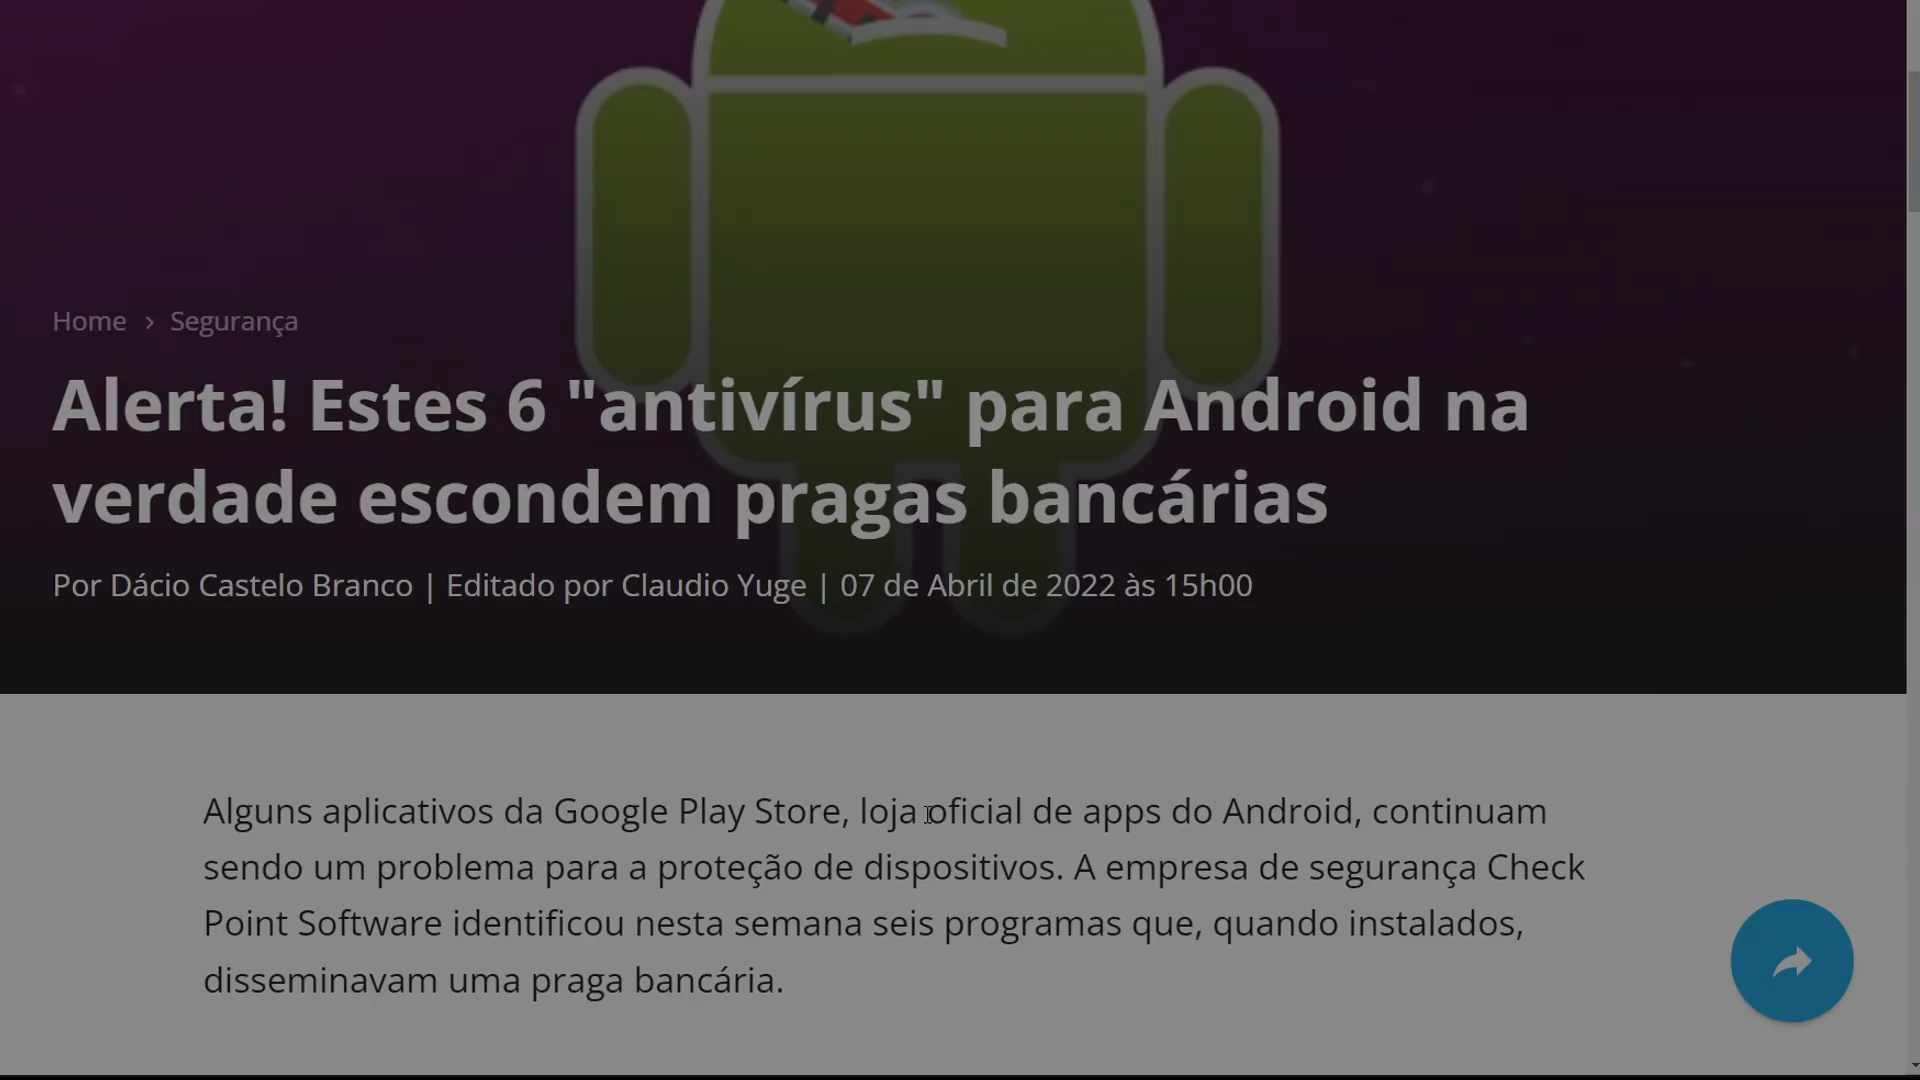 Home › Segurança
Alerta! Estes 6 "antivírus" para Android na
verdade escondem pragas bancárias
Por Dácio Castelo Branco | Editado por Claudio Yuge | 07 de Abril de 2022 às 15h00
Alguns aplicativos da Google Play Store, loja oficial de apps do Android, continuam
sendo um problema para a proteção de dispositivos. A empresa de segurança Check
Point Software identificou nesta semana seis programas que, quando instalados,
disseminavam uma praga bancária.